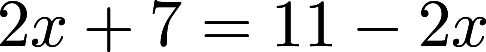 2x + 7 = 11 − 2x